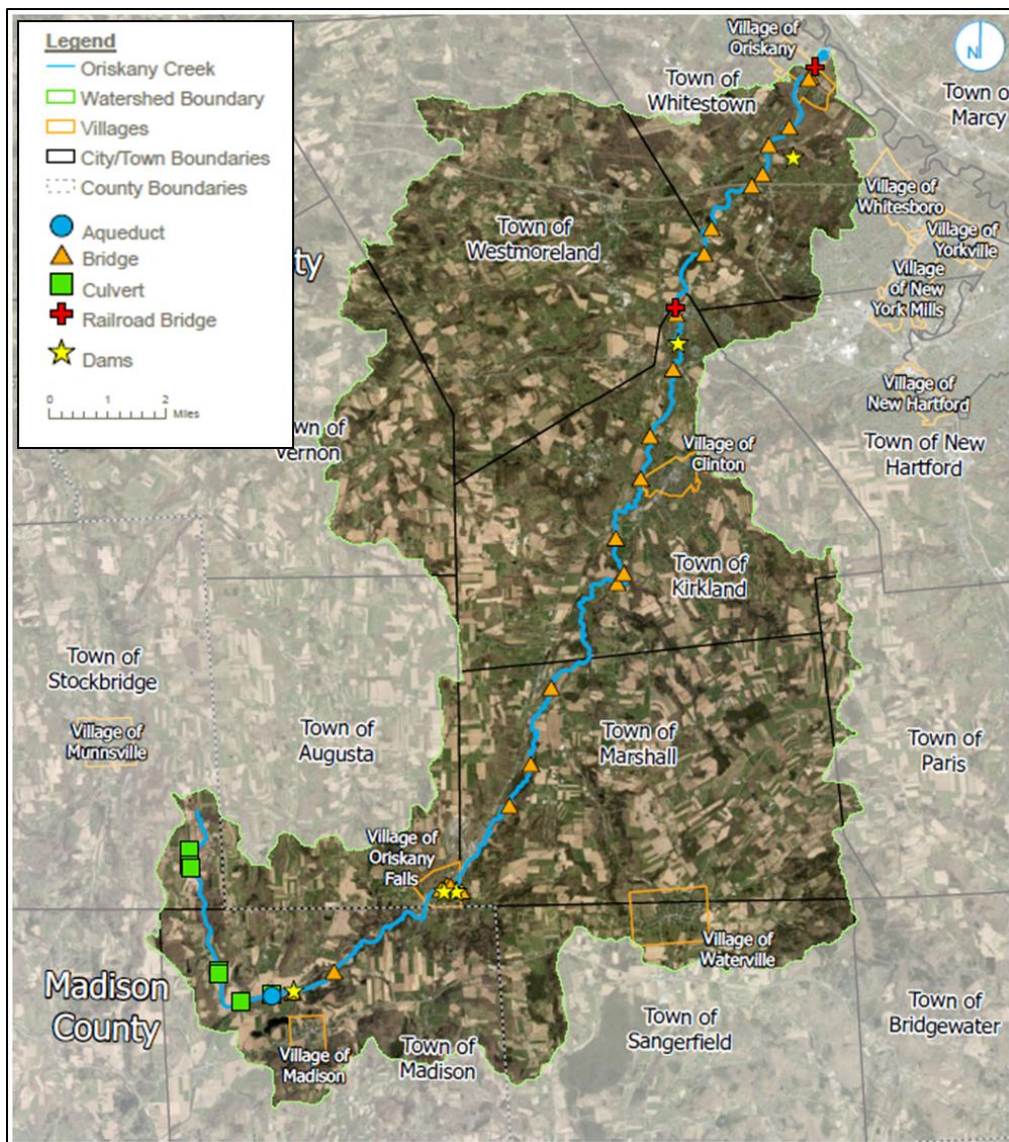 Legend
Oriskany Creek
Watershed Boundary
Villages
City/Town Boundaries
County Boundaries
Aqueduct
Bridge
Culvert
Railroad Bridge
Dams
0 1 2
Miles
Village of
Oriskany
N
Town of
Whitestown
Town o
Marcy
Village of
Whitesboro
Village of
Yorkville
Town of
Westmoreland
ty
Village
of New
York Mills
Village of
New Hartford
own of
Vernon
Village of
Clinton
Town of New
Hartford
Town of
Kirkland
Town of
Stockbridge
Village of
Munnsville
Town of
Augusta
Town of
Marshall
Town of
Paris
Village of
Oriskany
Falls
Village of
Waterville
Madison
County
Town of
Sangerfield
Town of
Bridgewater
Village of
Madison
Town of
Madison